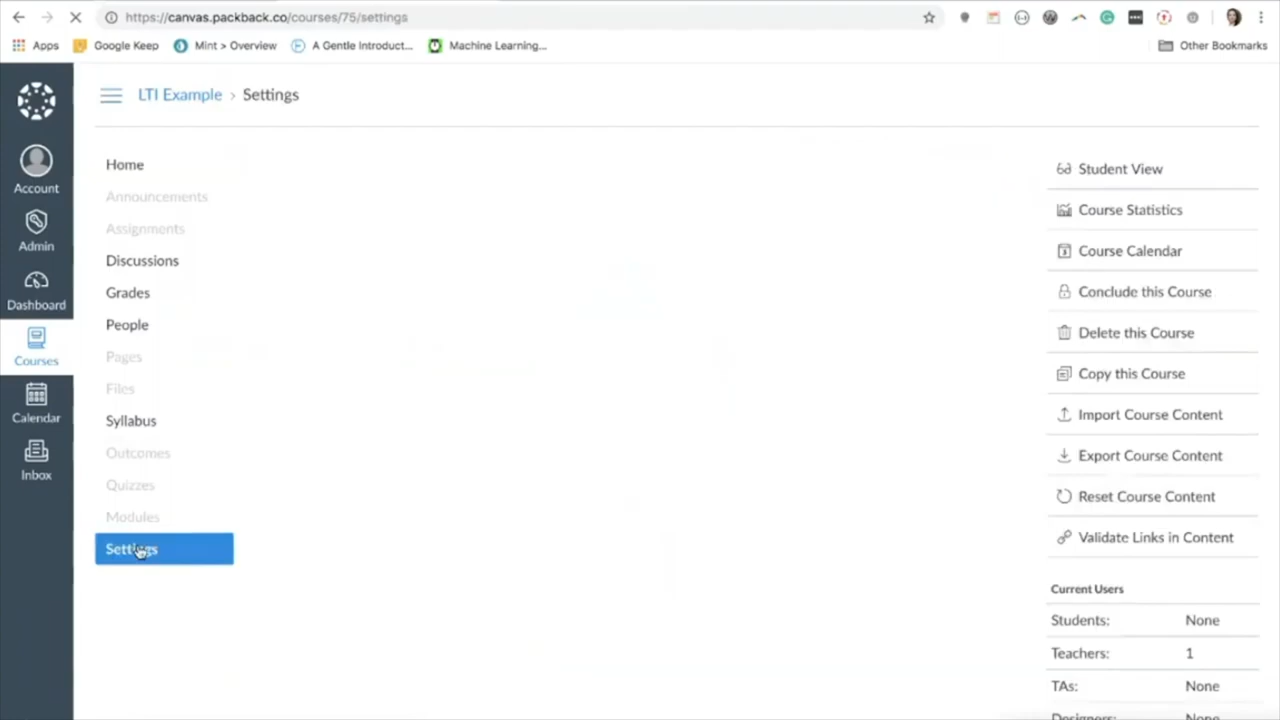 https://canvas.packback.co/courses/75/settings
Apps Google Keep Mint > Overview A Gentle Introduct... Machine Learning... Other Bookmarks
LTI Example › Settings
Account
Admin
Dashboard
Courses
Calendar
Inbox
Home
Announcements
Assignments
Discussions
Grades
People
Pages
Files
Syllabus
Outcomes
Quizzes
Modules
Settings
Student View
Course Statistics
Course Calendar
Conclude this Course
Delete this Course
Copy this Course
Import Course Content
Export Course Content
Reset Course Content
Validate Links in Content
Current Users
Students: None
Teachers: 1
TAs: None
Designers: None